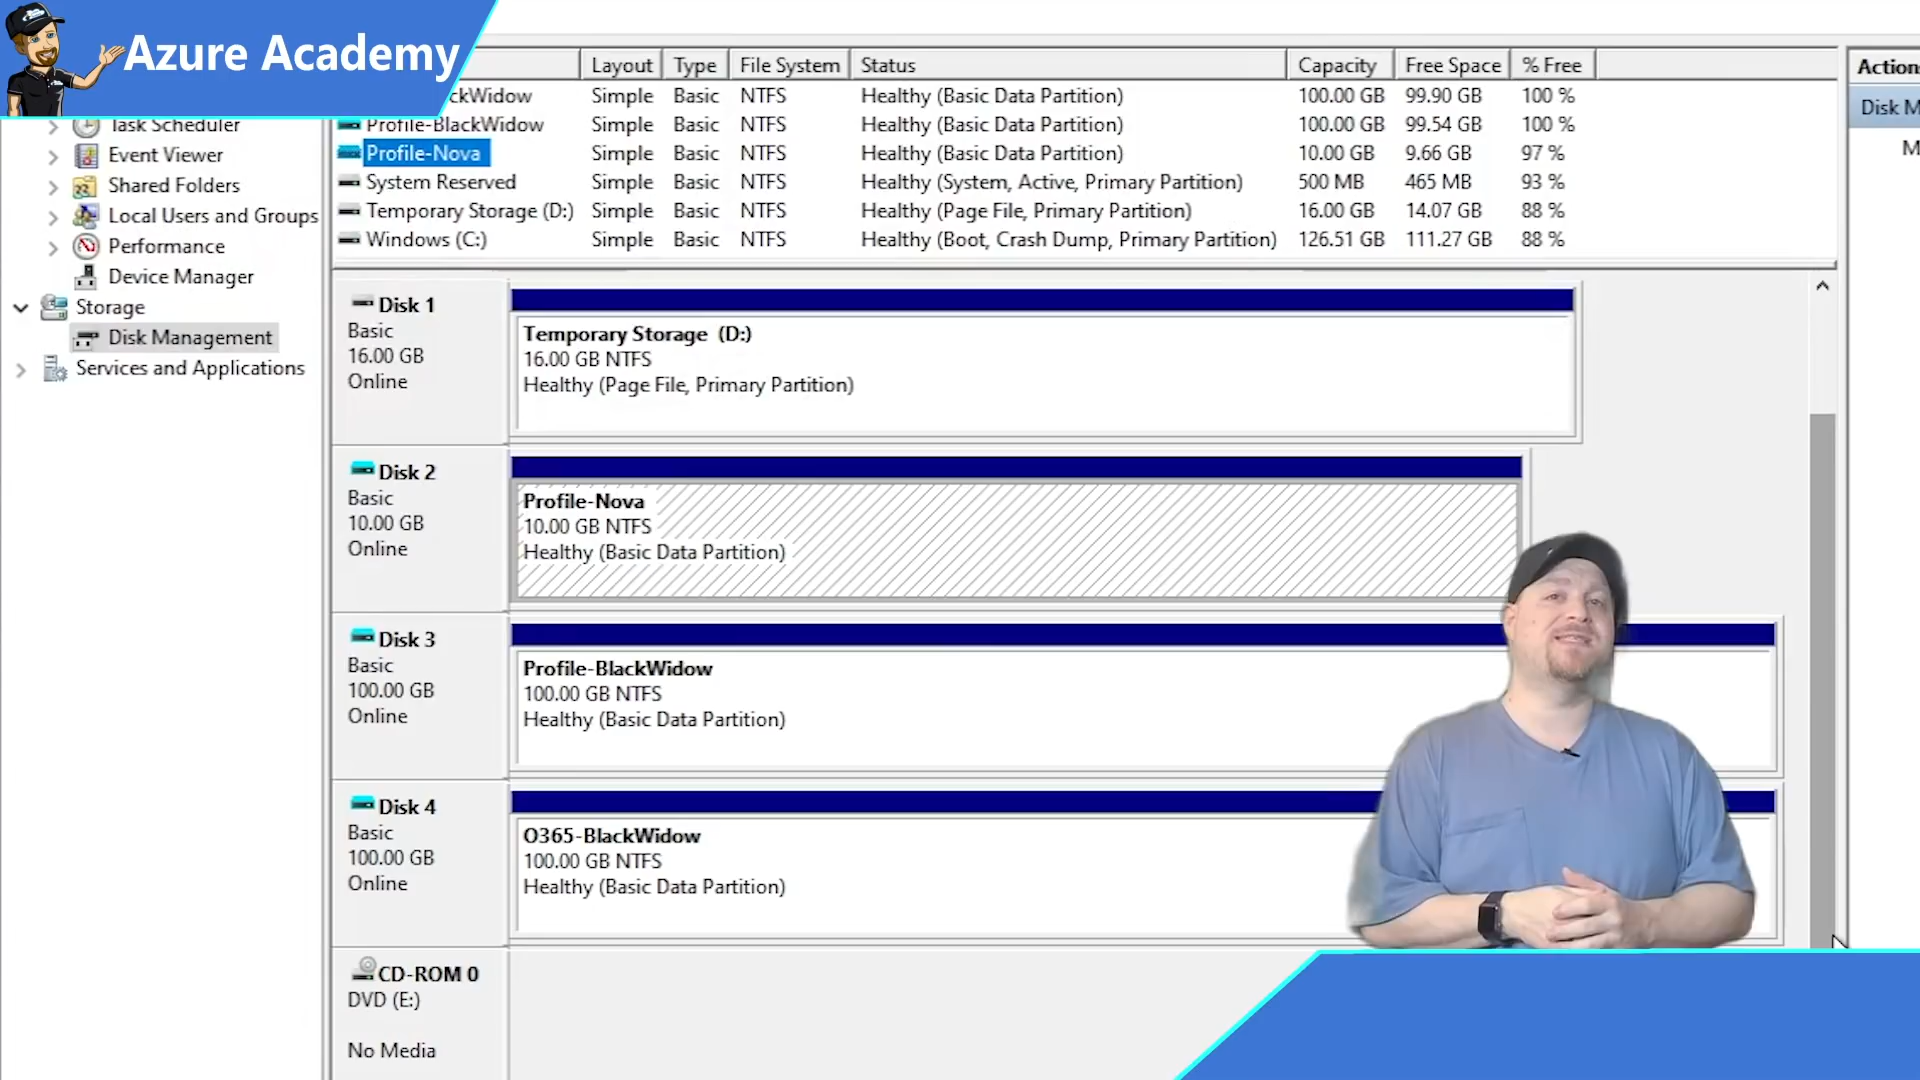 Azure Academy
Layout Type File System Status Capacity Free Space % Free
ckWidow Simple Basic NTFS Healthy (Basic Data Partition) 100.00 GB 99.90 GB 100 %
Profile-BlackWidow Simple Basic NTFS Healthy (Basic Data Partition) 100.00 GB 99.54 GB 100 %
Profile-Nova Simple Basic NTFS Healthy (Basic Data Partition) 10.00 GB 9.66 GB 97 %
System Reserved Simple Basic NTFS Healthy (System, Active, Primary Partition) 500 MB 465 MB 93 %
Temporary Storage (D:) Simple Basic NTFS Healthy (Page File, Primary Partition) 16.00 GB 14.07 GB 88 %
Windows (C:) Simple Basic NTFS Healthy (Boot, Crash Dump, Primary Partition) 126.51 GB 111.27 GB 88 %
Task Scheduler
Event Viewer
Shared Folders
Local Users and Groups
Performance
Device Manager
Storage
Disk Management
Services and Applications
Disk 1
Basic
16.00 GB
Online
Temporary Storage (D:)
16.00 GB NTFS
Healthy (Page File, Primary Partition)
Disk 2
Basic
10.00 GB
Online
Profile-Nova
10.00 GB NTFS
Healthy (Basic Data Partition)
Disk 3
Basic
100.00 GB
Online
Profile-BlackWidow
100.00 GB NTFS
Healthy (Basic Data Partition)
Disk 4
Basic
100.00 GB
Online
O365-BlackWidow
100.00 GB NTFS
Healthy (Basic Data Partition)
CD-ROM 0
DVD (E:)
No Media
Action
Disk M
M